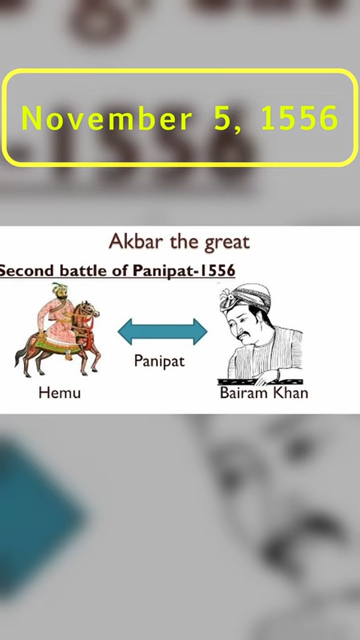 November 5, 1556
Akbar the great
Second battle of Panipat-1556
Panipat
Hemu
Bairam Khan